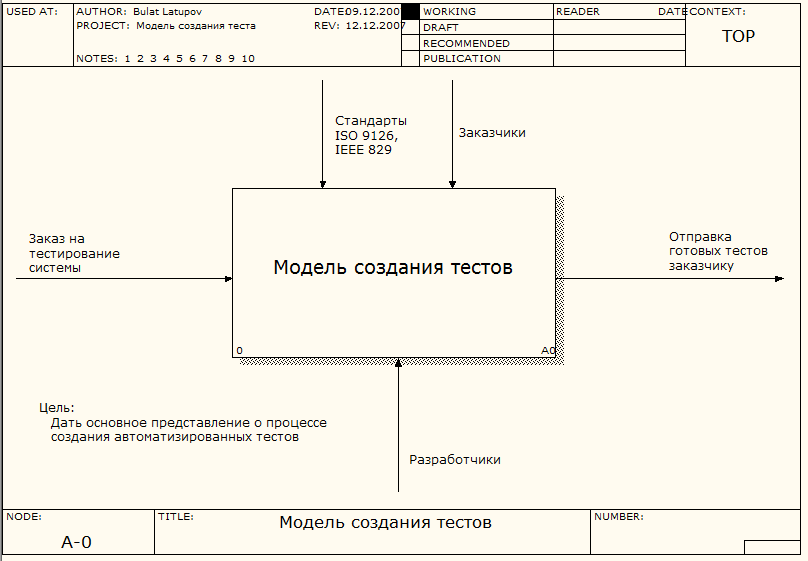 USED AT:
AUTHOR: Bulat Latupov
DATE:09.12.200
PROJECT: Модель создания теста
REV: 12.12.2007
NOTES: 1 2 3 4 5 6 7 8 9 10
WORKING
DRAFT
RECOMMENDED
PUBLICATION
READER
DATE
CONTEXT:
TOP
Стандарты
ISO 9126,
IEEE 829
Заказчики
Заказ на
тестирование
системы
Модель создания тестов
0
A0
Отправка
готовых тестов
заказчику
Цель:
Дать основное представление о процессе
создания автоматизированных тестов
Разработчики
NODE:
A-0
TITLE:
Модель создания тестов
NUMBER: